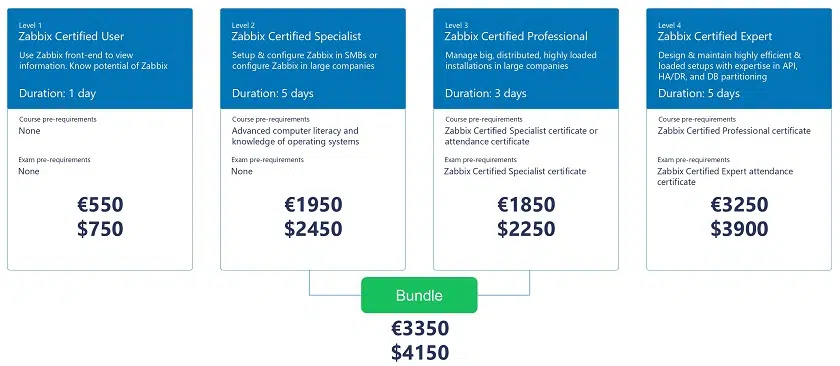 Level 1
Zabbix Certified User
Use Zabbix front-end to view
information. Know potential of Zabbix
Duration: 1 day
Course pre-requirements
None
Exam pre-requirements
None
€550
$750
Level 2
Zabbix Certified Specialist
Setup & configure Zabbix in SMBs or
configure Zabbix in large companies
Duration: 5 days
Course pre-requirements
Advanced computer literacy and
knowledge of operating systems
Exam pre-requirements
None
€1950
$2450
Level 3
Zabbix Certified Professional
Manage big, distributed, highly loaded
installations in large companies
Duration: 3 days
Course pre-requirements
Zabbix Certified Specialist certificate or
attendance certificate
Exam pre-requirements
Zabbix Certified Specialist certificate
€1850
$2250
Level 4
Zabbix Certified Expert
Design & maintain highly efficient &
loaded setups with expertise in API,
HA/DR, and DB partitioning
Duration: 5 days
Course pre-requirements
Zabbix Certified Professional certificate
Exam pre-requirements
Zabbix Certified Expert attendance
certificate
€3250
$3900
Bundle
€3350
$4150